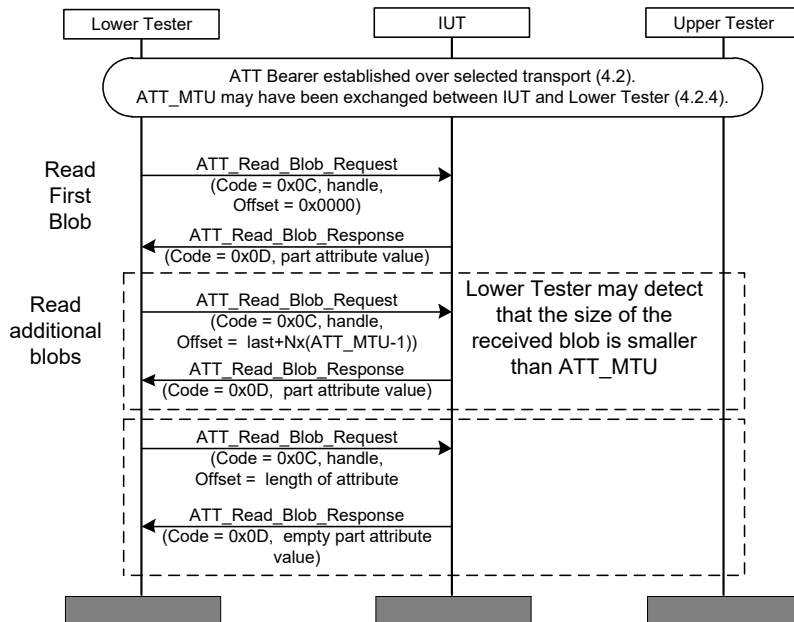 Lower Tester
IUT
Upper Tester
ATT Bearer established over selected transport (4.2).
ATT_MTU may have been exchanged between IUT and Lower Tester (4.2.4).
Read
First
Blob
ATT_Read_Blob_Request
(Code = 0x0C, handle,
Offset = 0x0000)
ATT_Read_Blob_Response
(Code = 0x0D, part attribute value)
Read
additional
blobs
ATT_Read_Blob_Request
(Code = 0x0C, handle,
Offset = last+Nx(ATT_MTU-1))
ATT_Read_Blob_Response
(Code = 0x0D, part attribute value)
Lower Tester may detect
that the size of the
received blob is smaller
than ATT_MTU
ATT_Read_Blob_Request
(Code = 0x0C, handle,
Offset = length of attribute
ATT_Read_Blob_Response
(Code = 0x0D, empty part attribute
value)